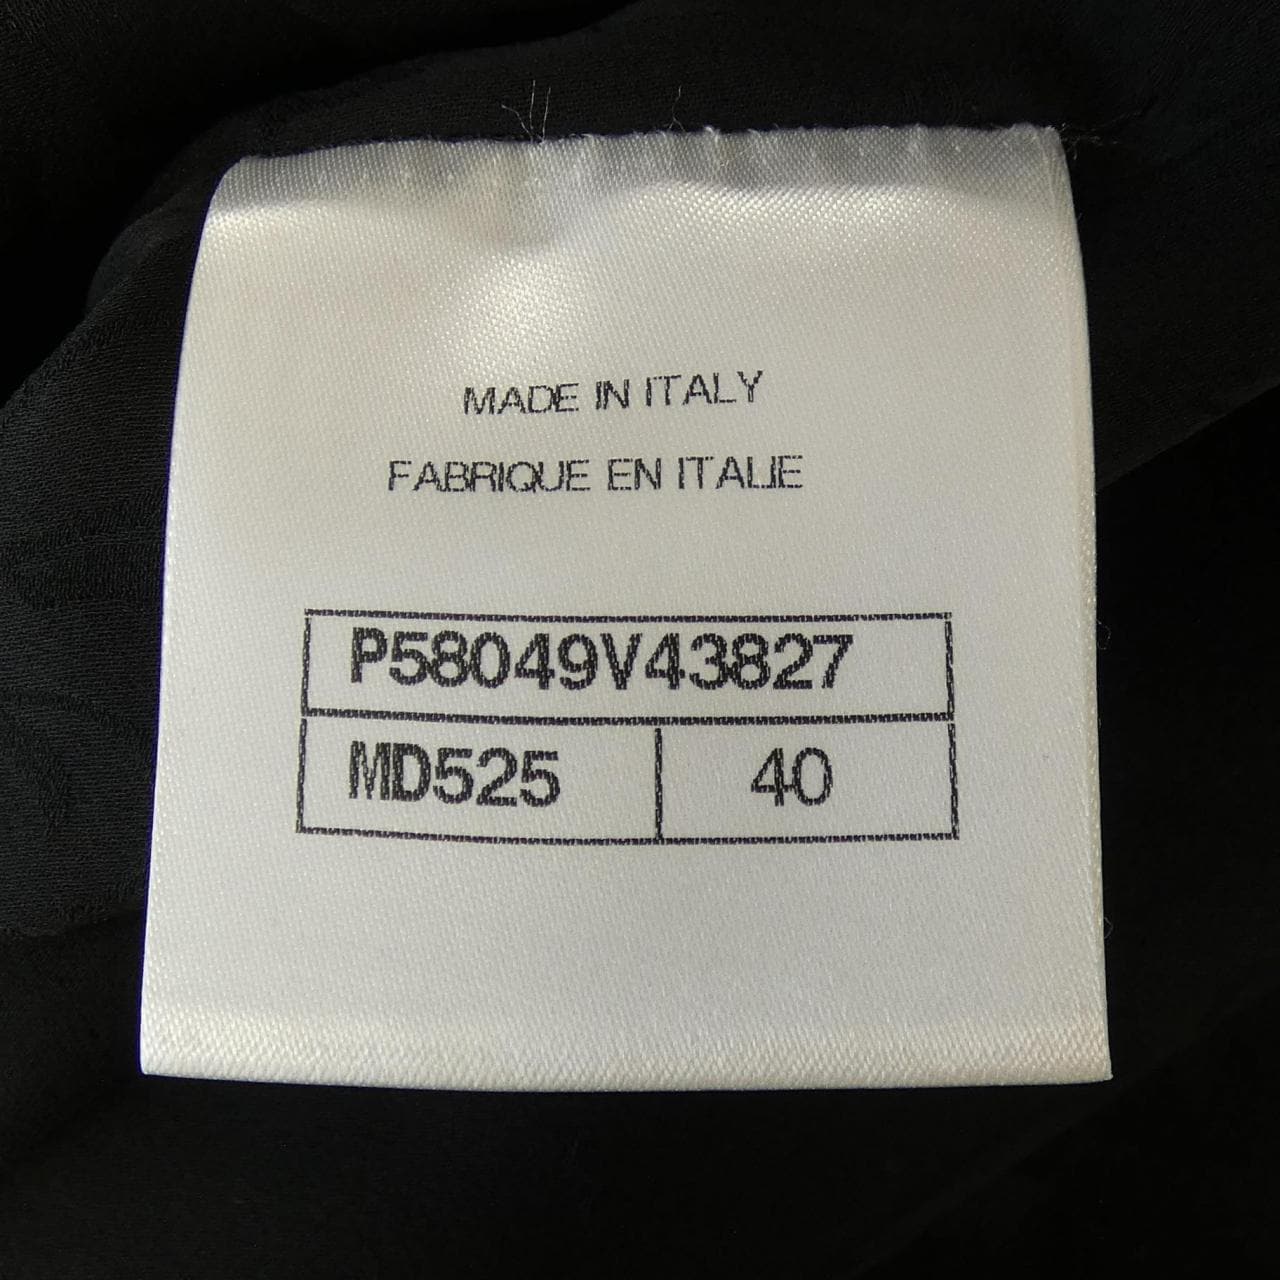 MADE IN ITALY
FABRIQUE EN ITALIE
P58049V43827
MD525 40